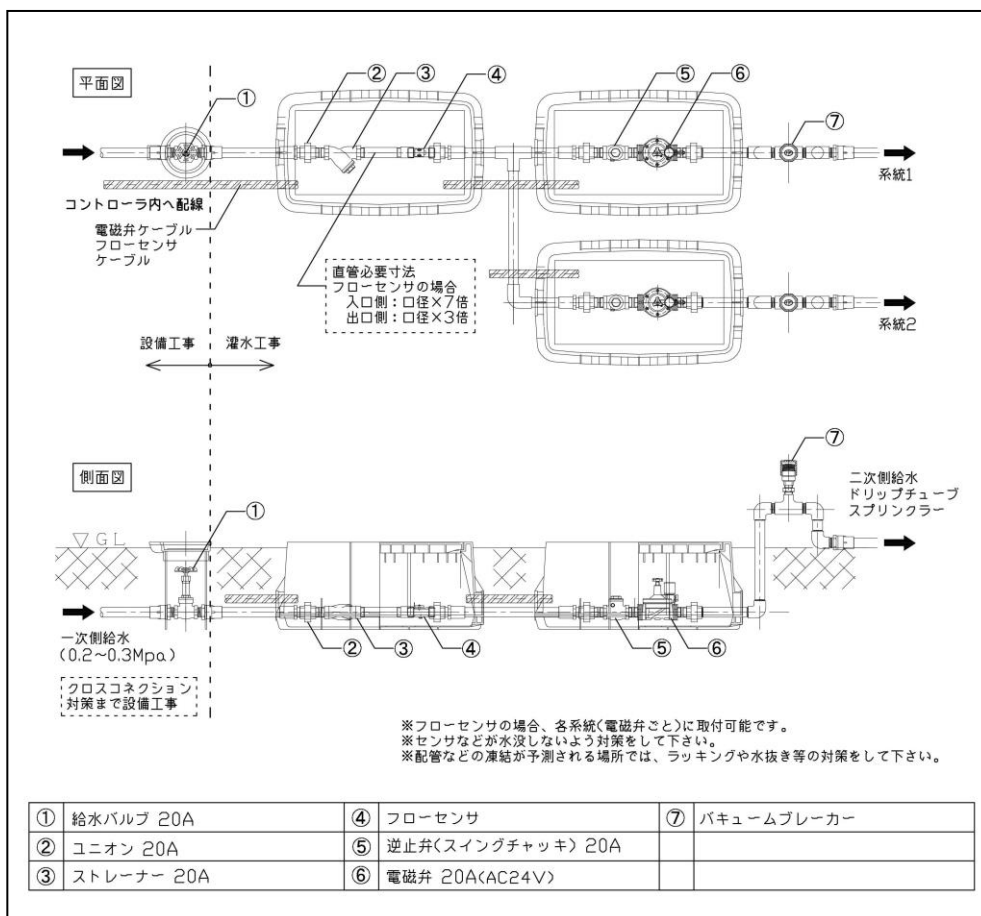 平面図
①
②
③
④
⑤
⑥
⑦
系統1
コントローラ内へ配線
電磁弁ケーブル
フローセンサ
ケーブル
直管必要寸法
フローセンサの場合
入口側：口径×7倍
出口側：口径×3倍
系統2
設備工事
灌水工事
側面図
①
⑦
二次側給水
ドリップチューブ
スプリンクラー
▽GL
一次側給水
(0.2～0.3Mpa)
②
③
④
⑤
⑥
クロスコネクション
対策まで設備工事
※フローセンサの場合、各系統(電磁弁ごと)に取付可能です。
※センサなどが水没しないよう対策をして下さい。
※配管などの凍結が予測される場所では、ラッキングや水抜き等の対策をして下さい。
① 給水バルブ 20A ④ フローセンサ ⑦ バキュームブレーカー
② ユニオン 20A ⑤ 逆止弁(スイングチャッキ) 20A
③ ストレーナー 20A ⑥ 電磁弁 20A(AC24V)